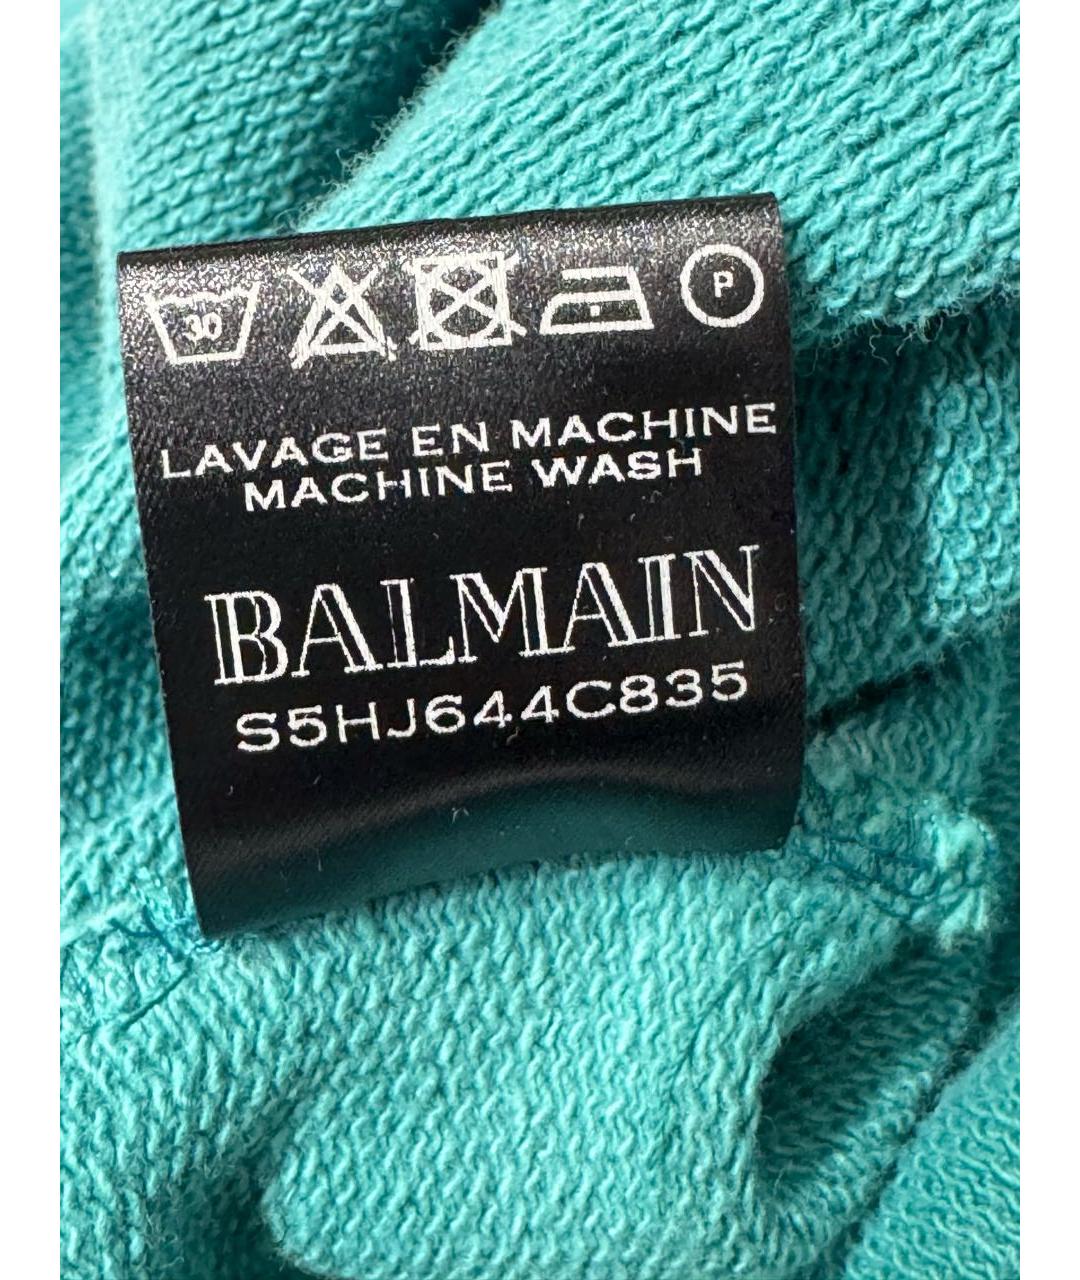 30 P
LAVAGE EN MACHINE
MACHINE WASH
BALMAIN
S5HJ644C835